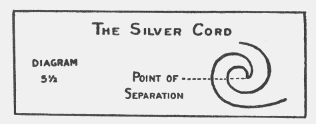 THE SILVER CORD
DIAGRAM
5½
POINT OF
SEPARATION